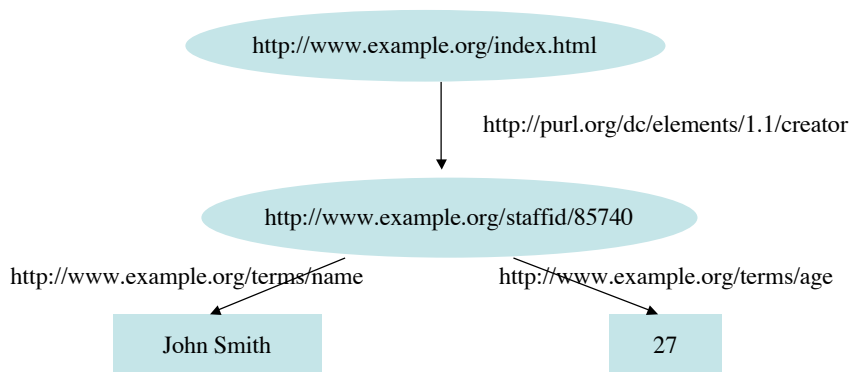 http://www.example.org/index.html
http://purl.org/dc/elements/1.1/creator
http://www.example.org/staffid/85740
http://www.example.org/terms/name
http://www.example.org/terms/age
John Smith
27